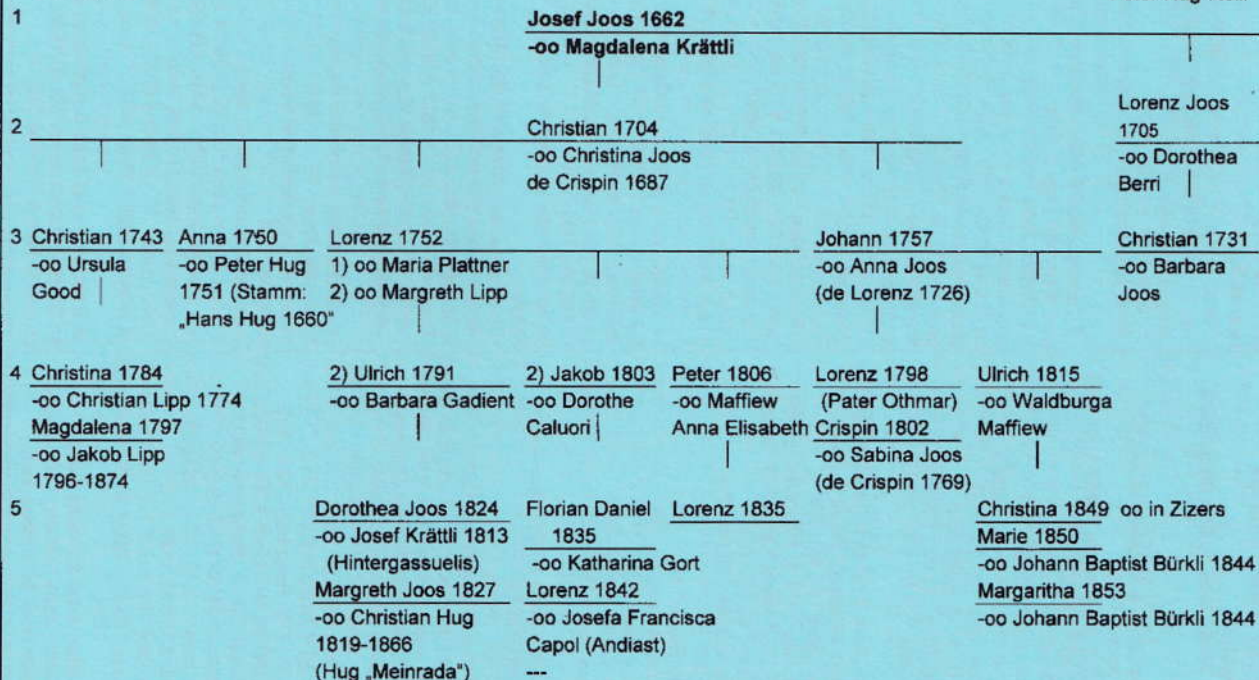 1
Josef Joos 1662
-oo Magdalena Krättli
Lorenz Joos
1705
2
Christian 1704
-oo Christina Joos
de Crispin 1687
-oo Dorothea
Berri
3 Christian 1743 Anna 1750 Lorenz 1752 Johann 1757 Christian 1731
-oo Ursula -oo Peter Hug 1) oo Maria Plattner -oo Anna Joos -oo Barbara
Good 1751 (Stamm: 2) oo Margreth Lipp (de Lorenz 1726) Joos
„Hans Hug 1660"
4 Christina 1784 2) Ulrich 1791 2) Jakob 1803 Peter 1806 Lorenz 1798 Ulrich 1815
-oo Christian Lipp 1774 -oo Barbara Gadient -oo Dorothe -oo Maffiew (Pater Othmar) -oo Waldburga
Magdalena 1797 Caluori Anna Elisabeth Crispin 1802 Maffiew
-oo Jakob Lipp -oo Sabina Joos
1796-1874 (de Crispin 1769)
5 Dorothea Joos 1824 Florian Daniel Lorenz 1835 Christina 1849 oo in Zizers
-oo Josef Krättli 1813 1835 Marie 1850
(Hintergassuelis) -oo Katharina Gort -oo Johann Baptist Bürkli 1844
Margreth Joos 1827 Lorenz 1842 Margaritha 1853
-oo Christian Hug -oo Josefa Francisca -oo Johann Baptist Bürkli 1844
1819-1866 Capol (Andiast)
(Hug „Meinrada") ---